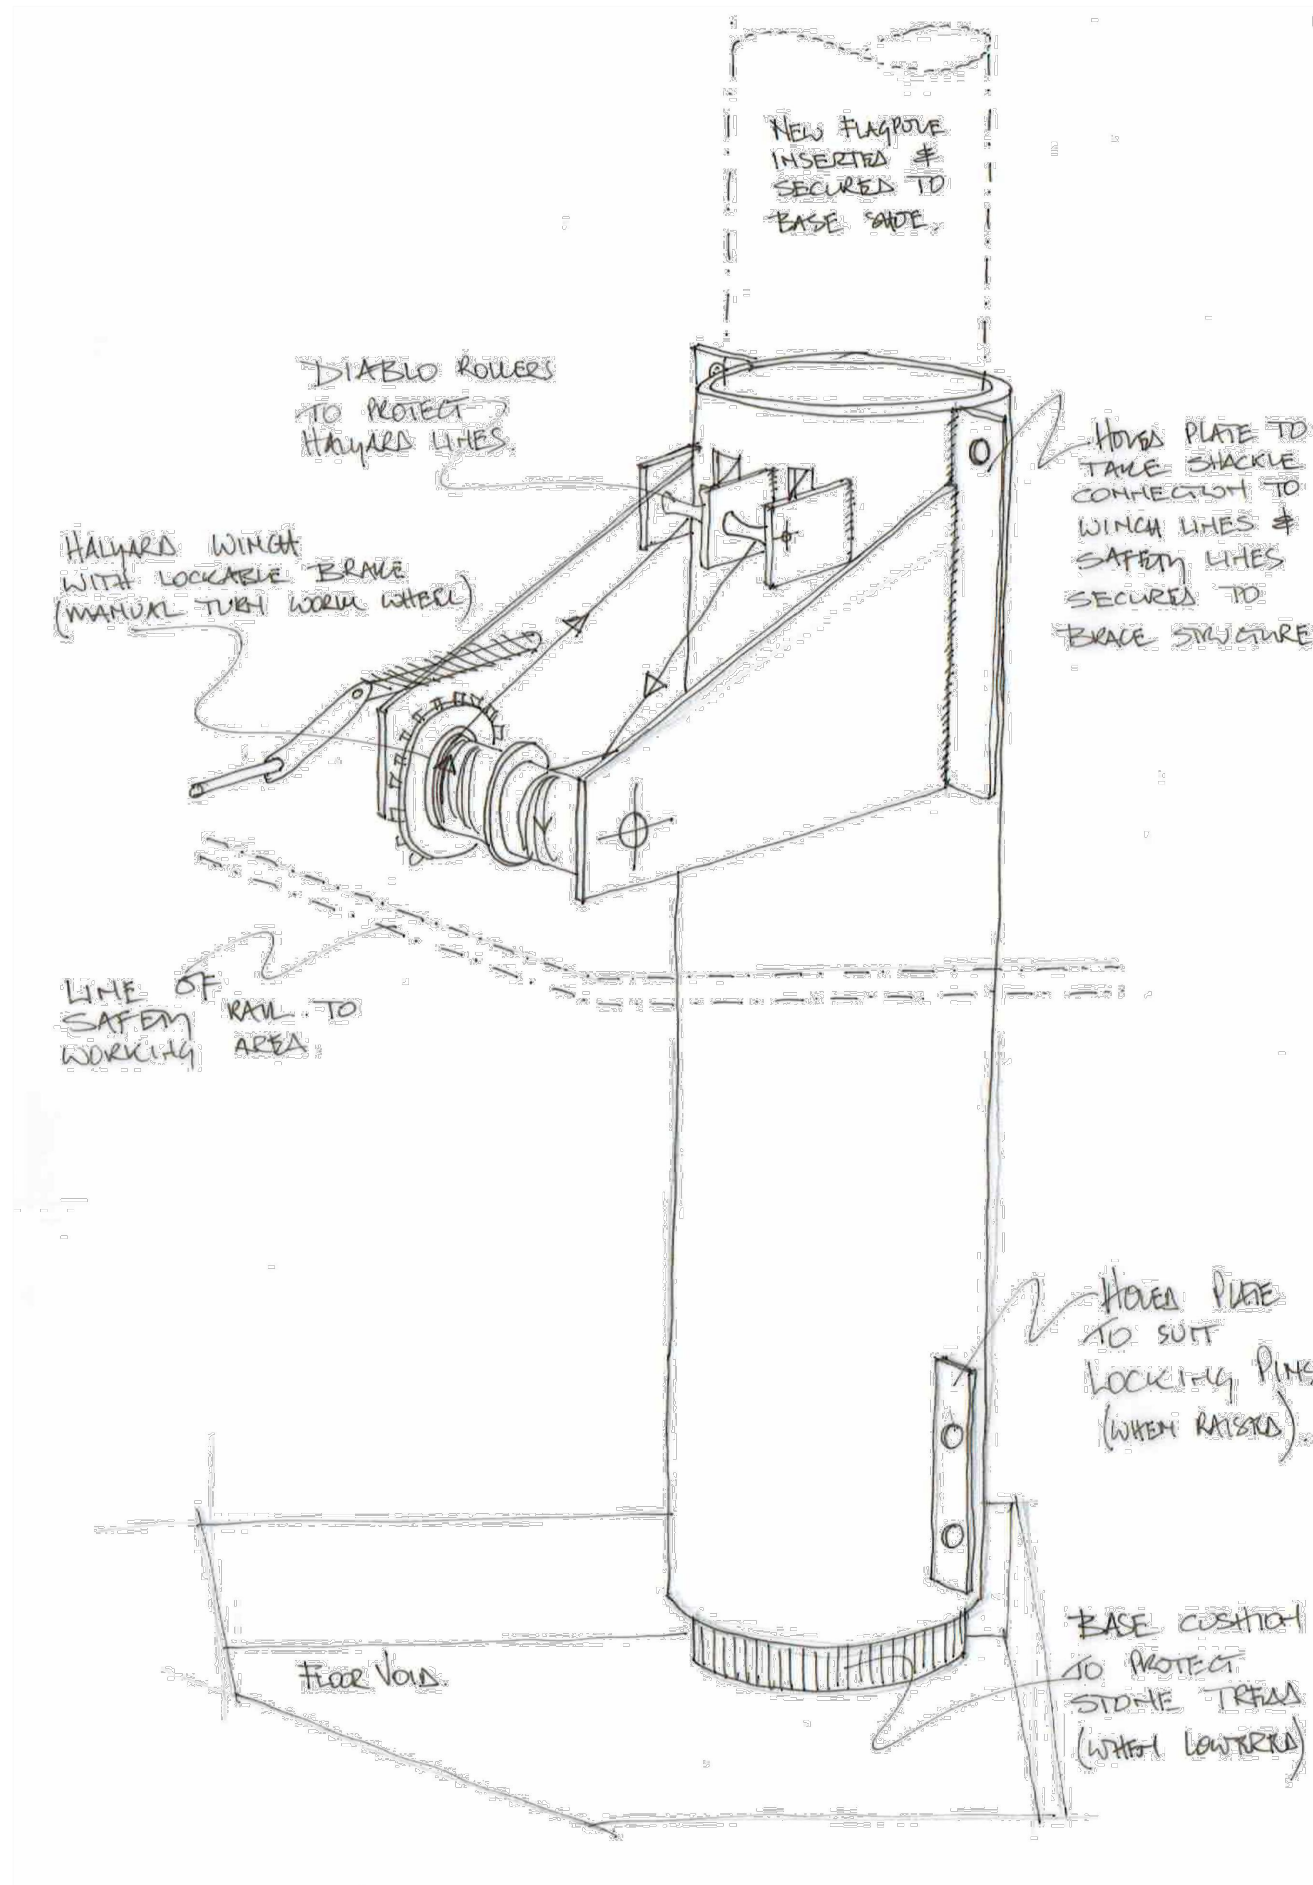 NEW FLAGPOLE
INSERTED &
SECURED TO
BASE SHOE.
DIABLO ROLLERS
TO PROTECT
HALYARD LINES.
HOLED PLATE TO
TAKE SHACKLE
CONNECTION TO
WINCH LINES &
SAFETY LINES
SECURED TO
BRACE STRUCTURE
HALYARD WINCH
WITH LOCKABLE BRAKE
(MANUAL TURN WORM WHEEL)
LINE OF
SAFETY RAIL TO
WORKING AREA
HOLED PLATE
TO SUIT
LOCKING PINS
(WHEN RAISED).
FLOOR VOID.
BASE CUSHION
TO PROTECT
STONE TREAD
(WHEN LOWERED)